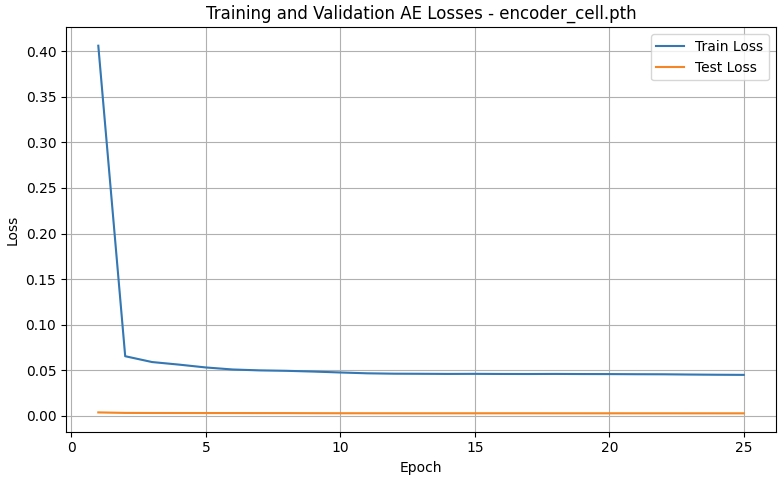 Training and Validation AE Losses - encoder_cell.pth
Train Loss
Test Loss
0.40
0.35
0.30
0.25
0.20
0.15
0.10
0.05
0.00
Loss
0 5 10 15 20 25
Epoch